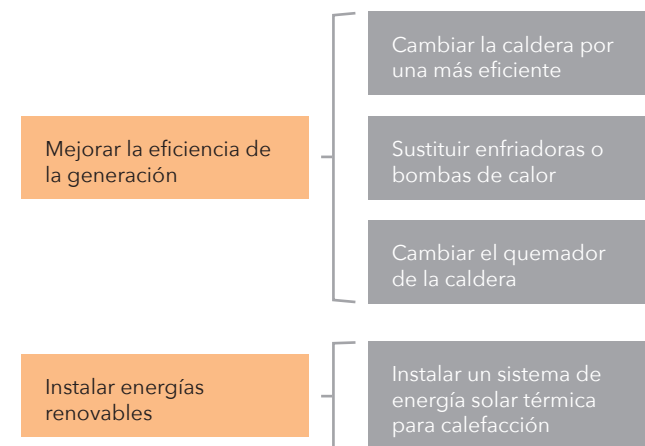 Mejorar la eficiencia de
la generación
Cambiar la caldera por
una más eficiente
Sustituir enfriadoras o
bombas de calor
Cambiar el quemador
de la caldera
Instalar energías
renovables
Instalar un sistema de
energía solar térmica
para calefacción